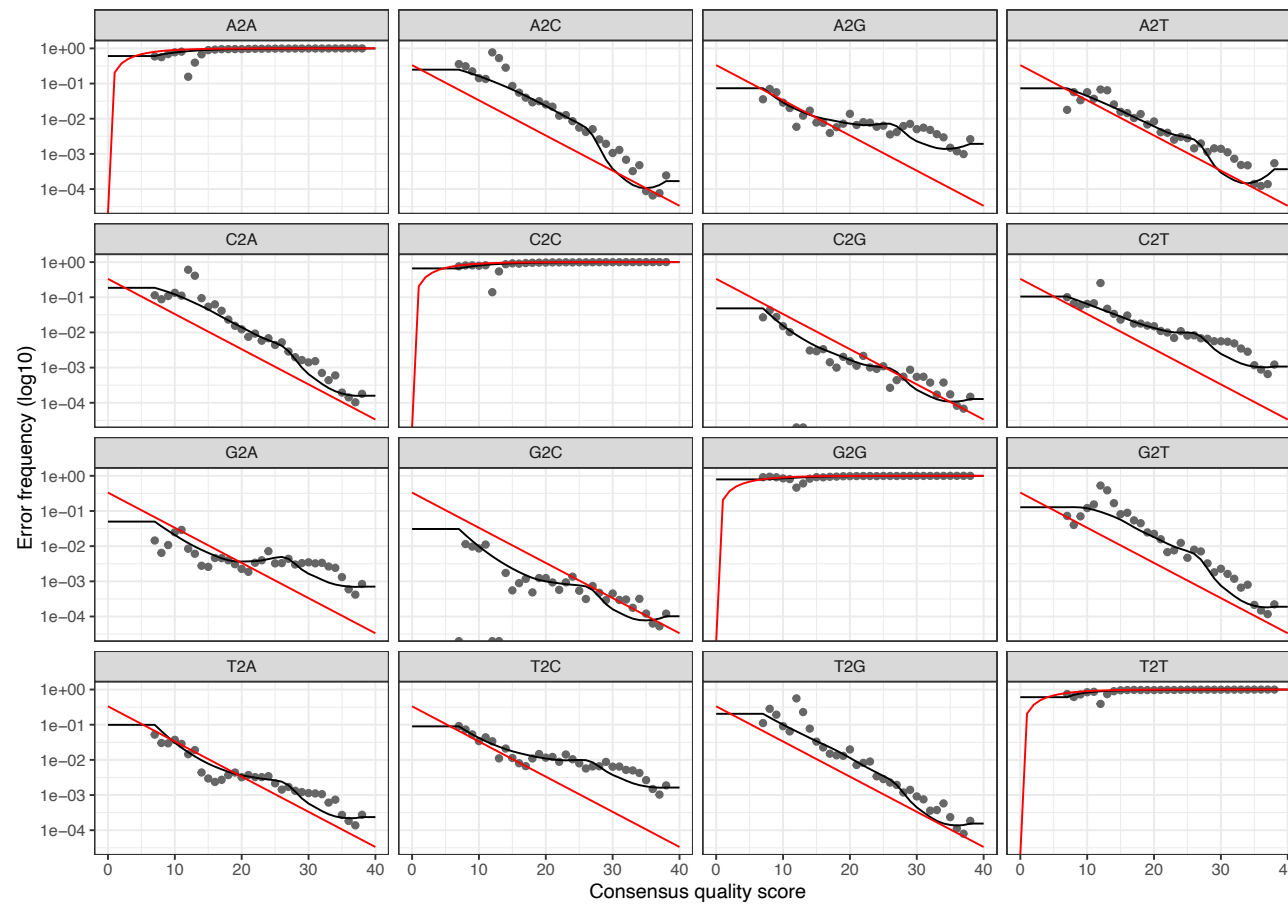 A2A A2C A2G A2T
1e+00
1e-01
1e-02
1e-03
1e-04
C2A C2C C2G C2T
1e+00
1e-01
1e-02
1e-03
1e-04
G2A G2C G2G G2T
1e+00
1e-01
1e-02
1e-03
1e-04
T2A T2C T2G T2T
1e+00
1e-01
1e-02
1e-03
1e-04
0 10 20 30 40 0 10 20 30 40 0 10 20 30 40 0 10 20 30 40
Error frequency (log10)
Consensus quality score